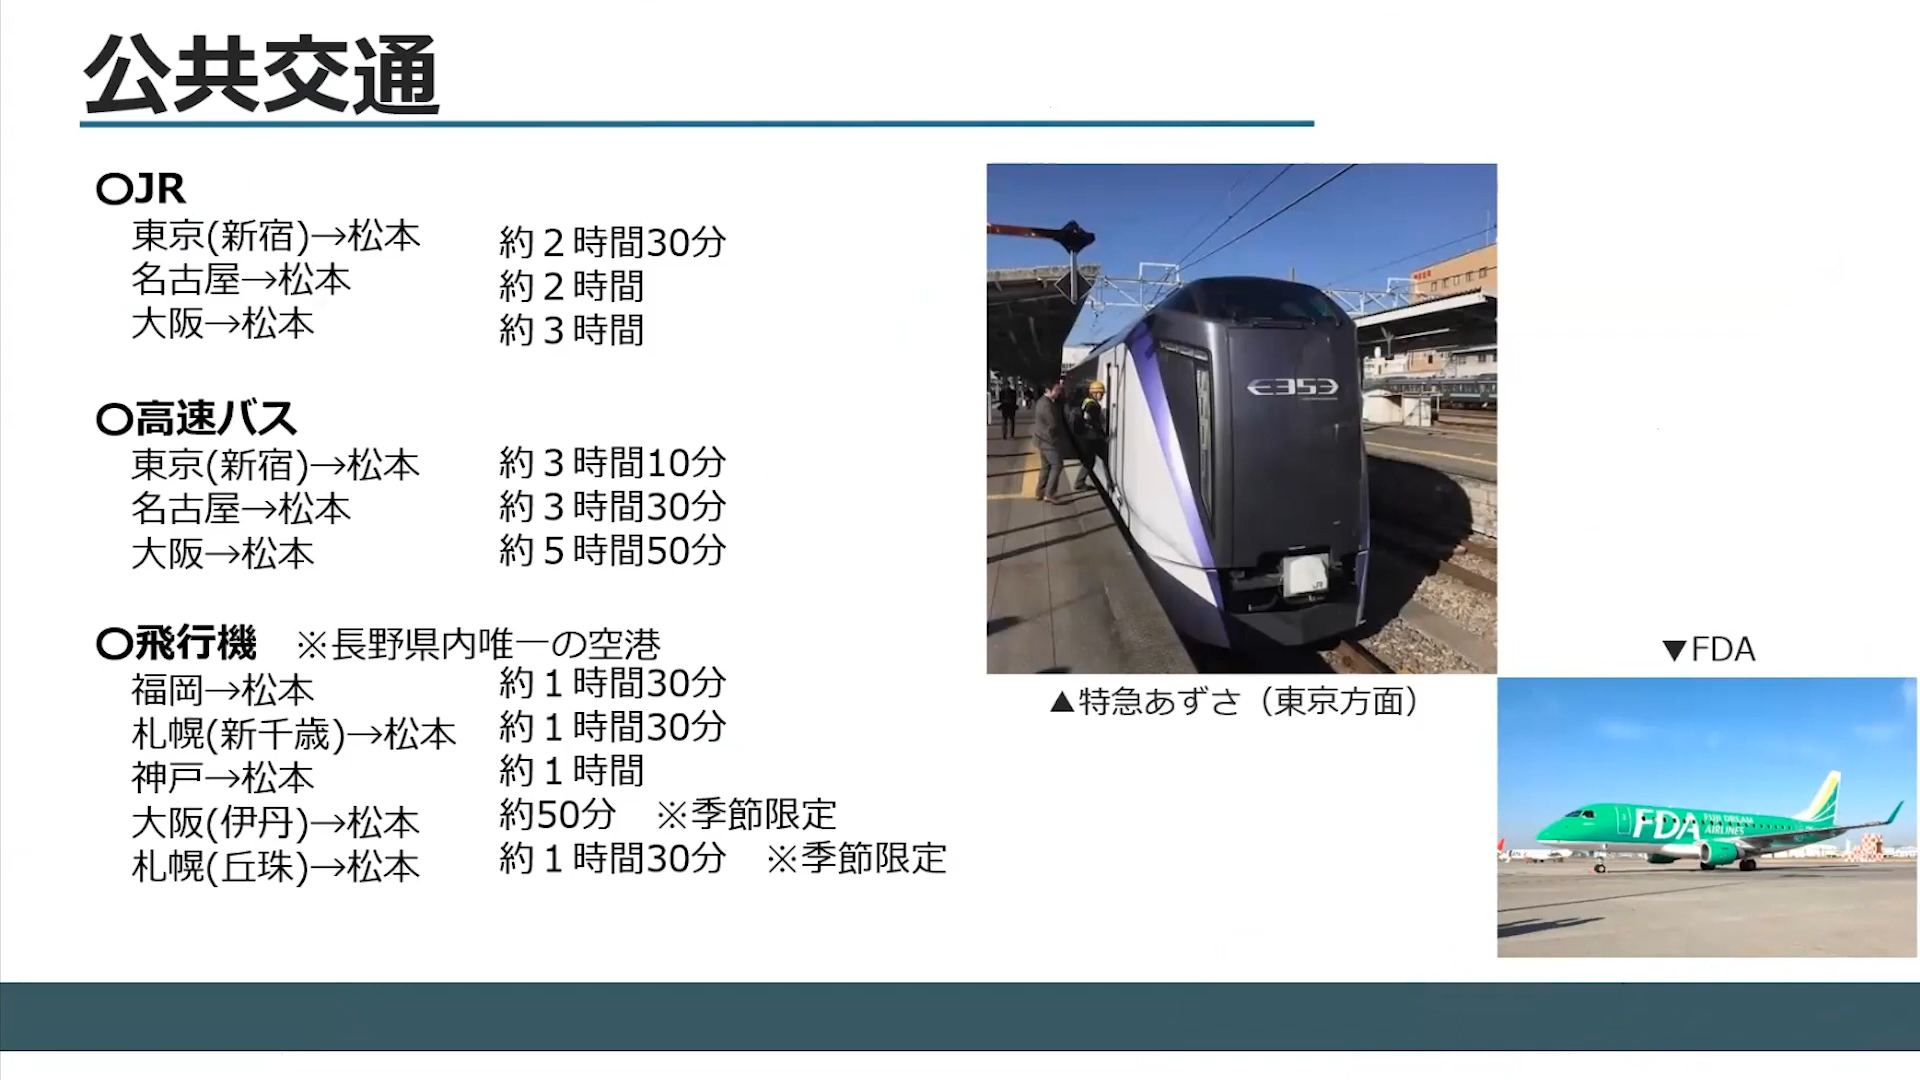 公共交通
〇JR
東京(新宿)→松本 約２時間30分
名古屋→松本 約２時間
大阪→松本 約３時間
〇高速バス
東京(新宿)→松本 約３時間10分
名古屋→松本 約３時間30分
大阪→松本 約５時間50分
〇飛行機 ※長野県内唯一の空港
福岡→松本 約１時間30分
札幌(新千歳)→松本 約１時間30分
神戸→松本 約１時間
大阪(伊丹)→松本 約50分 ※季節限定
札幌(丘珠)→松本 約１時間30分 ※季節限定
E353
JR
▲特急あずさ（東京方面）
▼FDA
FDA FUJI DREAM
AIRLINES